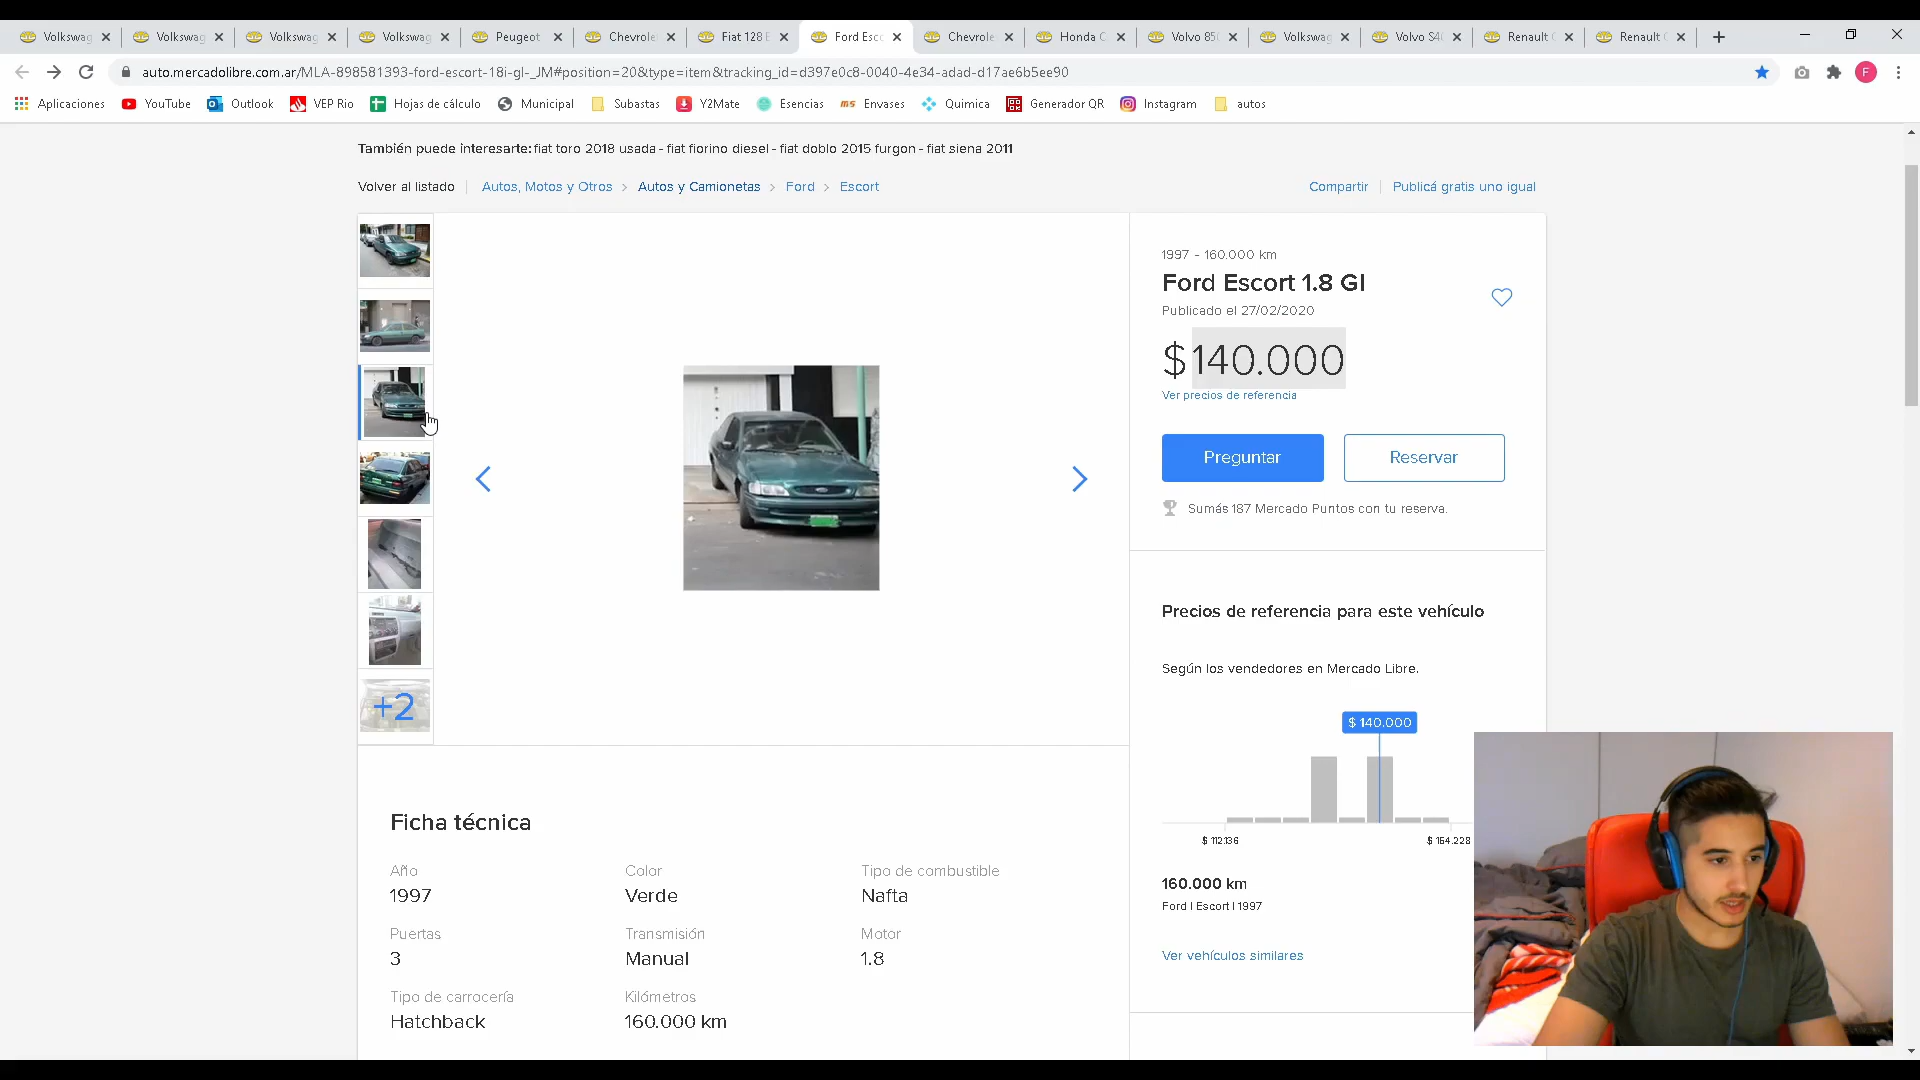 Volkswag
Volkswag
Volkswag
Volkswag
Peugeot
Chevrole
Fiat 128 E
Ford Esc
Chevrole
Honda C
Volvo 85
Volkswag
Volvo S4
Renault
Renault
auto.mercadolibre.com.ar/MLA-898581393-ford-escort-18i-gl-_JM#position=20&type=item&tracking_id=d397e0c8-0040-4e34-adad-d17ae6b5ee90
F
Aplicaciones
YouTube
Outlook
VEP Rio
Hojas de cálculo
Municipal
Subastas
Y2Mate
Esencias
Envases
Quimica
Generador QR
Instagram
autos
También puede interesarte: fiat toro 2018 usada - fiat fiorino diesel - fiat doblo 2015 furgon - fiat siena 2011
Volver al listado
Autos, Motos y Otros > Autos y Camionetas > Ford > Escort
Compartir
Publicá gratis uno igual
1997 - 160.000 km
Ford Escort 1.8 Gl
Publicado el 27/02/2020
$ 140.000
Ver precios de referencia
Preguntar
Reservar
Sumás 187 Mercado Puntos con tu reserva.
+2
Precios de referencia para este vehículo
Según los vendedores en Mercado Libre.
$ 140.000
$ 112.136
$ 164.228
160.000 km
Ford | Escort | 1997
Ver vehículos similares
Ficha técnica
Año
1997
Color
Verde
Tipo de combustible
Nafta
Puertas
3
Transmisión
Manual
Motor
1.8
Tipo de carrocería
Hatchback
Kilómetros
160.000 km